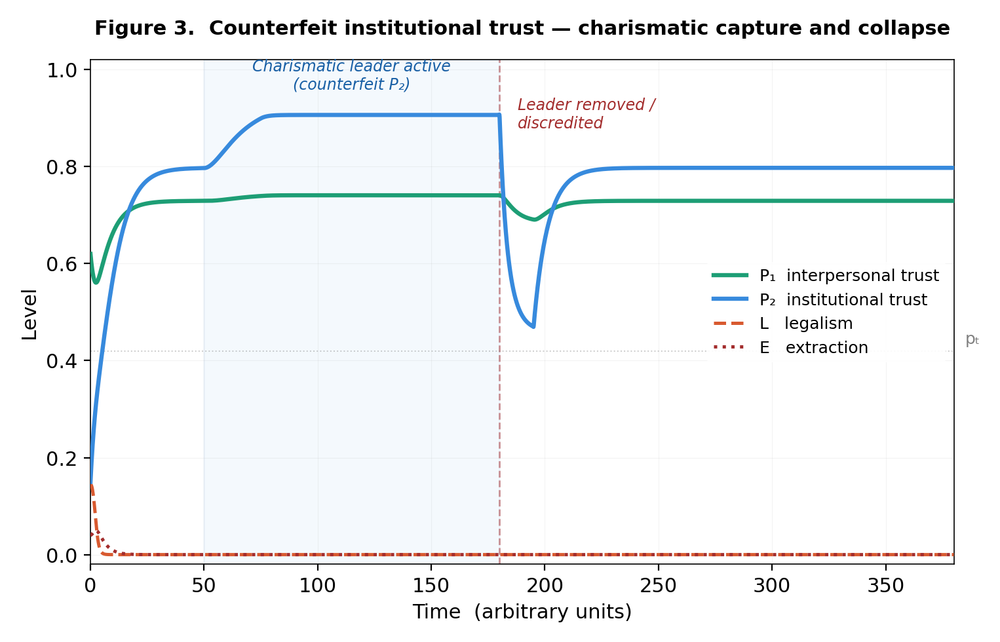 Figure 3.  Counterfeit institutional trust — charismatic capture and collapse
Charismatic leader active
(counterfeit P₂)
Leader removed /
discredited
1.0
0.8
0.6
0.4
0.2
0.0
Level
P₁  interpersonal trust
P₂  institutional trust
L   legalism
E   extraction
pₜ
0
50
100
150
200
250
300
350
Time  (arbitrary units)